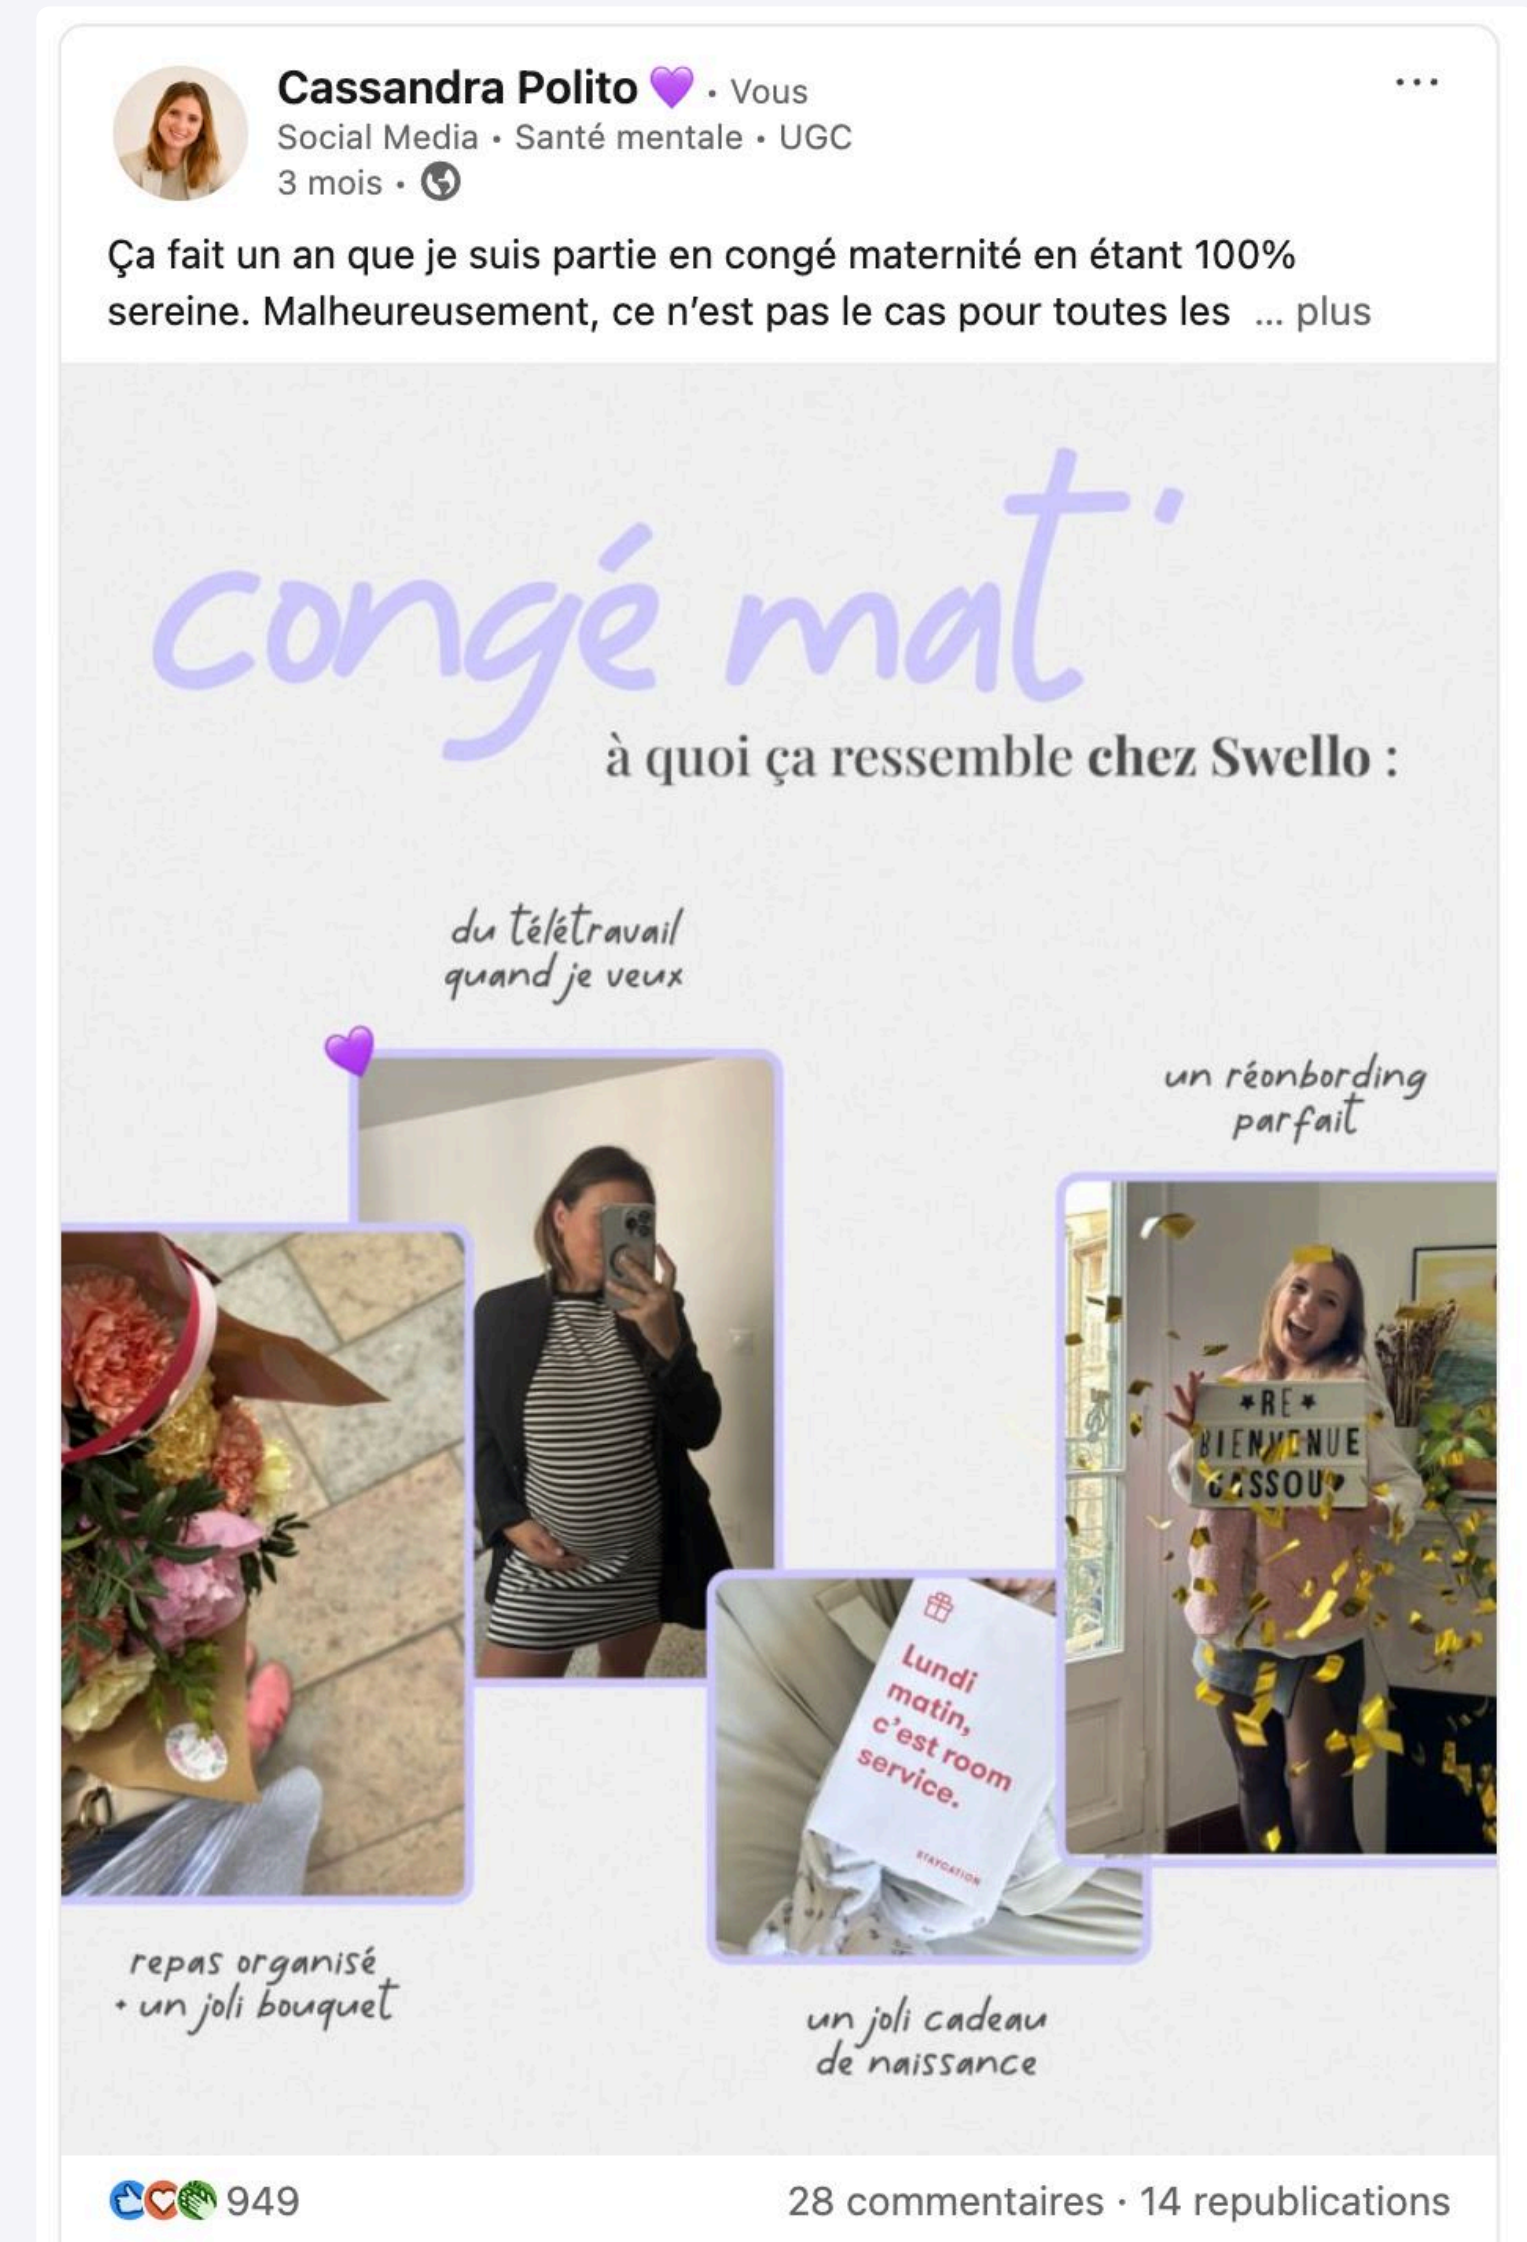 Cassandra Polito 💜 • Vous
Social Media • Santé mentale • UGC
3 mois •
Ça fait un an que je suis partie en congé maternité en étant 100%
sereine. Malheureusement, ce n’est pas le cas pour toutes les ... plus
congé mat'
à quoi ça ressemble chez Swello :
du télétravail
quand je veux
un réonbording
parfait
★RE★
BIENVENUE
CASSOU♥
Lundi
matin,
c’est room
service.
STAYCATION
repas organisé
+ un joli bouquet
un joli cadeau
de naissance
949
28 commentaires · 14 republications